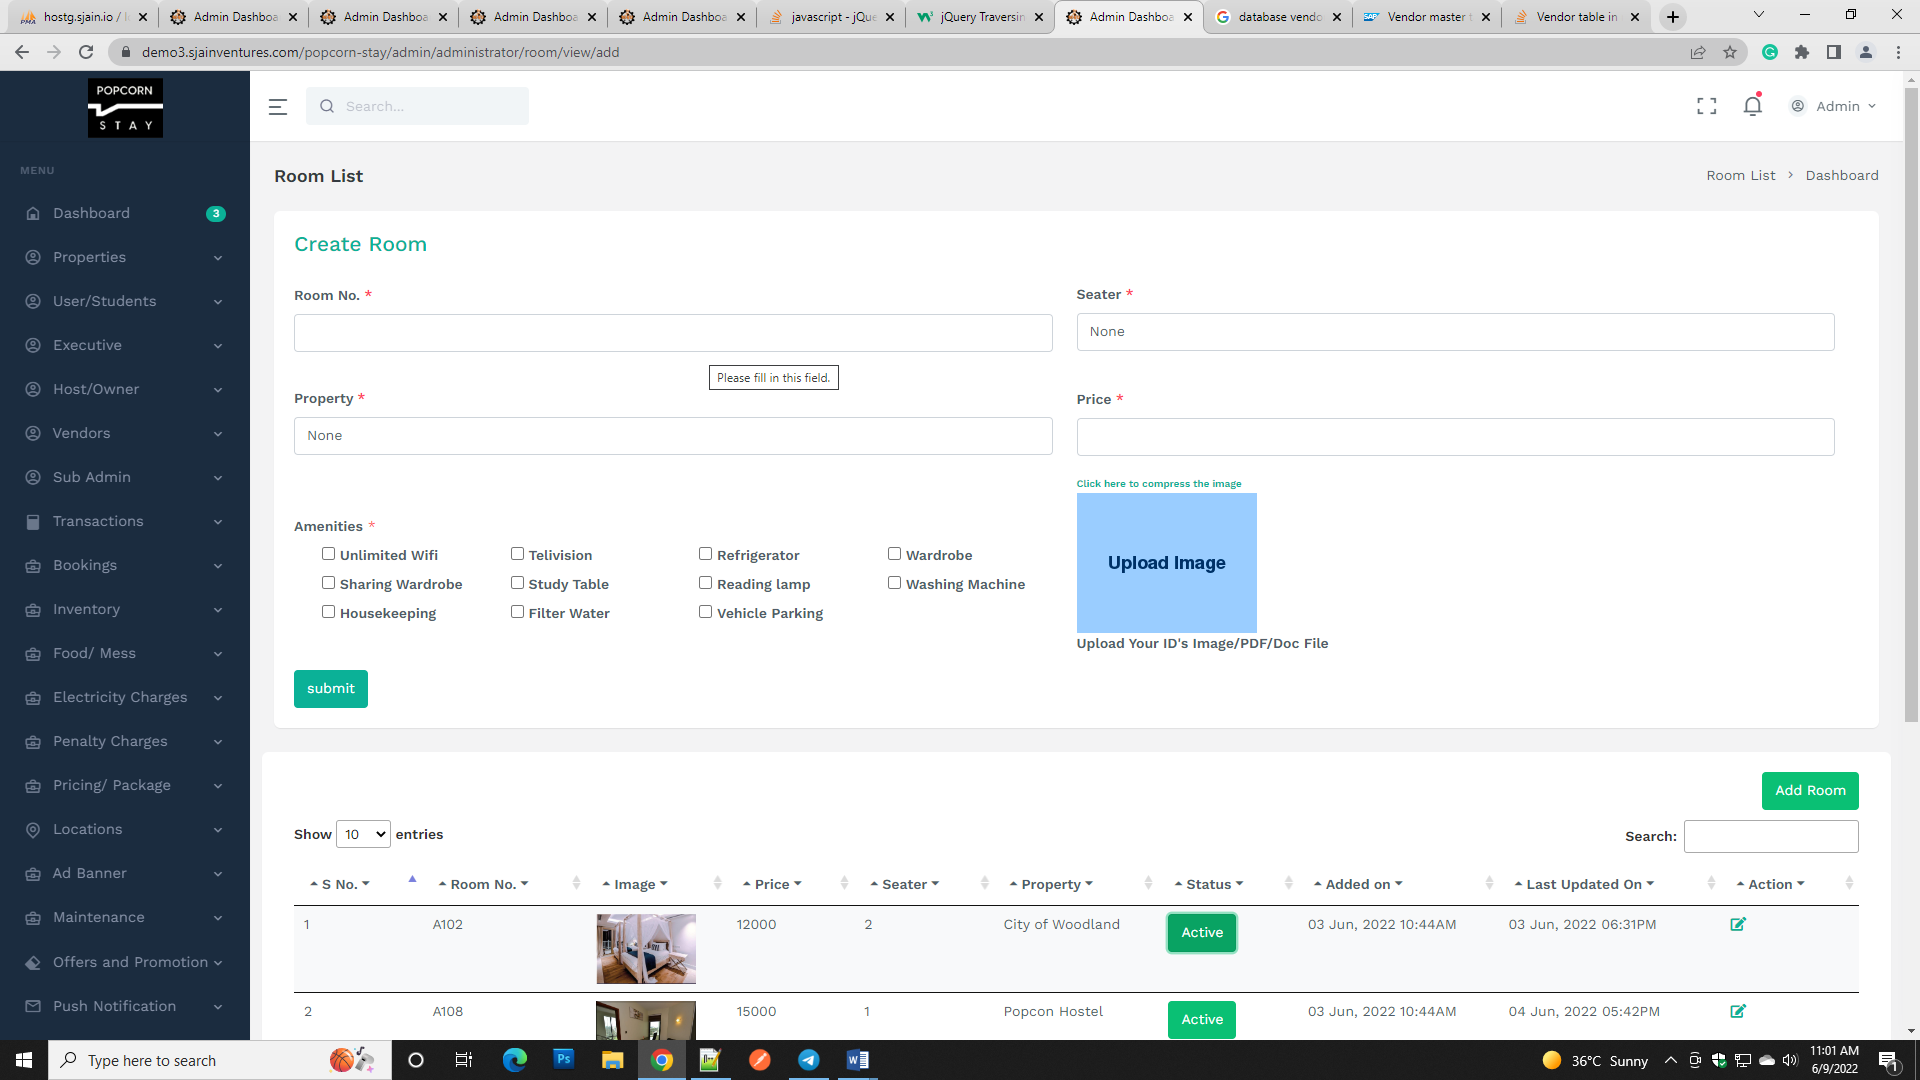 hostg.sjain.io /
Admin Dashboa
Admin Dashboa
Admin Dashboa
Admin Dashboa
javascript - jQue
jQuery Traversin
Admin Dashboa
database vendo
Vendor master
Vendor table in
demo3.sjainventures.com/popcorn-stay/admin/administrator/room/view/add
POPCORN
STAY
Search...
Admin
MENU
Dashboard
3
Properties
User/Students
Executive
Host/Owner
Vendors
Sub Admin
Transactions
Bookings
Inventory
Food/ Mess
Electricity Charges
Penalty Charges
Pricing/ Package
Locations
Ad Banner
Maintenance
Offers and Promotion
Push Notification
Room List
Room List > Dashboard
Create Room
Room No. *
Seater *
None
Please fill in this field.
Property *
None
Price *
Click here to compress the image
Upload Image
Upload Your ID's Image/PDF/Doc File
Amenities *
Unlimited Wifi Telivision Refrigerator Wardrobe
Sharing Wardrobe Study Table Reading lamp Washing Machine
Housekeeping Filter Water Vehicle Parking
submit
Add Room
Show 10 entries
Search:
S No. Room No. Image Price Seater Property Status Added on Last Updated On Action
1 A102 12000 2 City of Woodland Active 03 Jun, 2022 10:44AM 03 Jun, 2022 06:31PM
2 A108 15000 1 Popcon Hostel Active 03 Jun, 2022 10:44AM 04 Jun, 2022 05:42PM
Type here to search
36°C Sunny
11:01 AM
6/9/2022
1